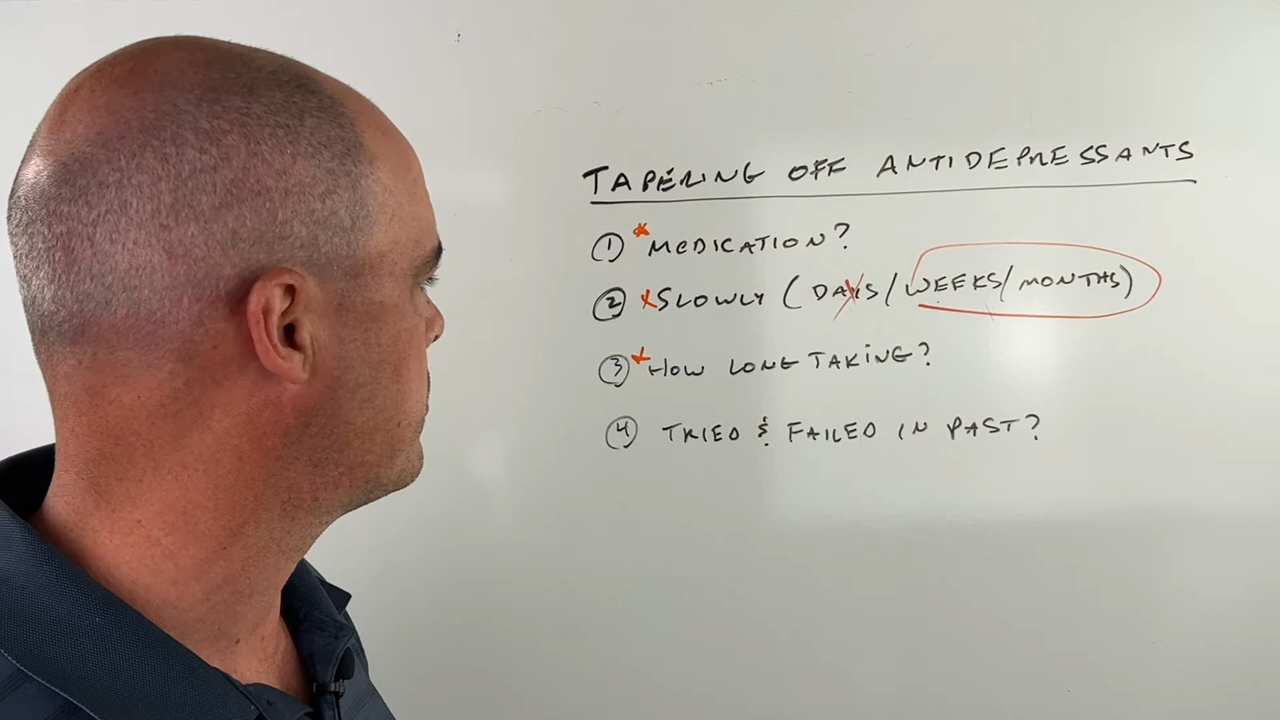 TAPERING OFF ANTIDEPRESSANTS
① *MEDICATION?
② *SLOWLY (DAYS/WEEKS/MONTHS)
③ *HOW LONG TAKING?
④ TRIED & FAILED IN PAST?